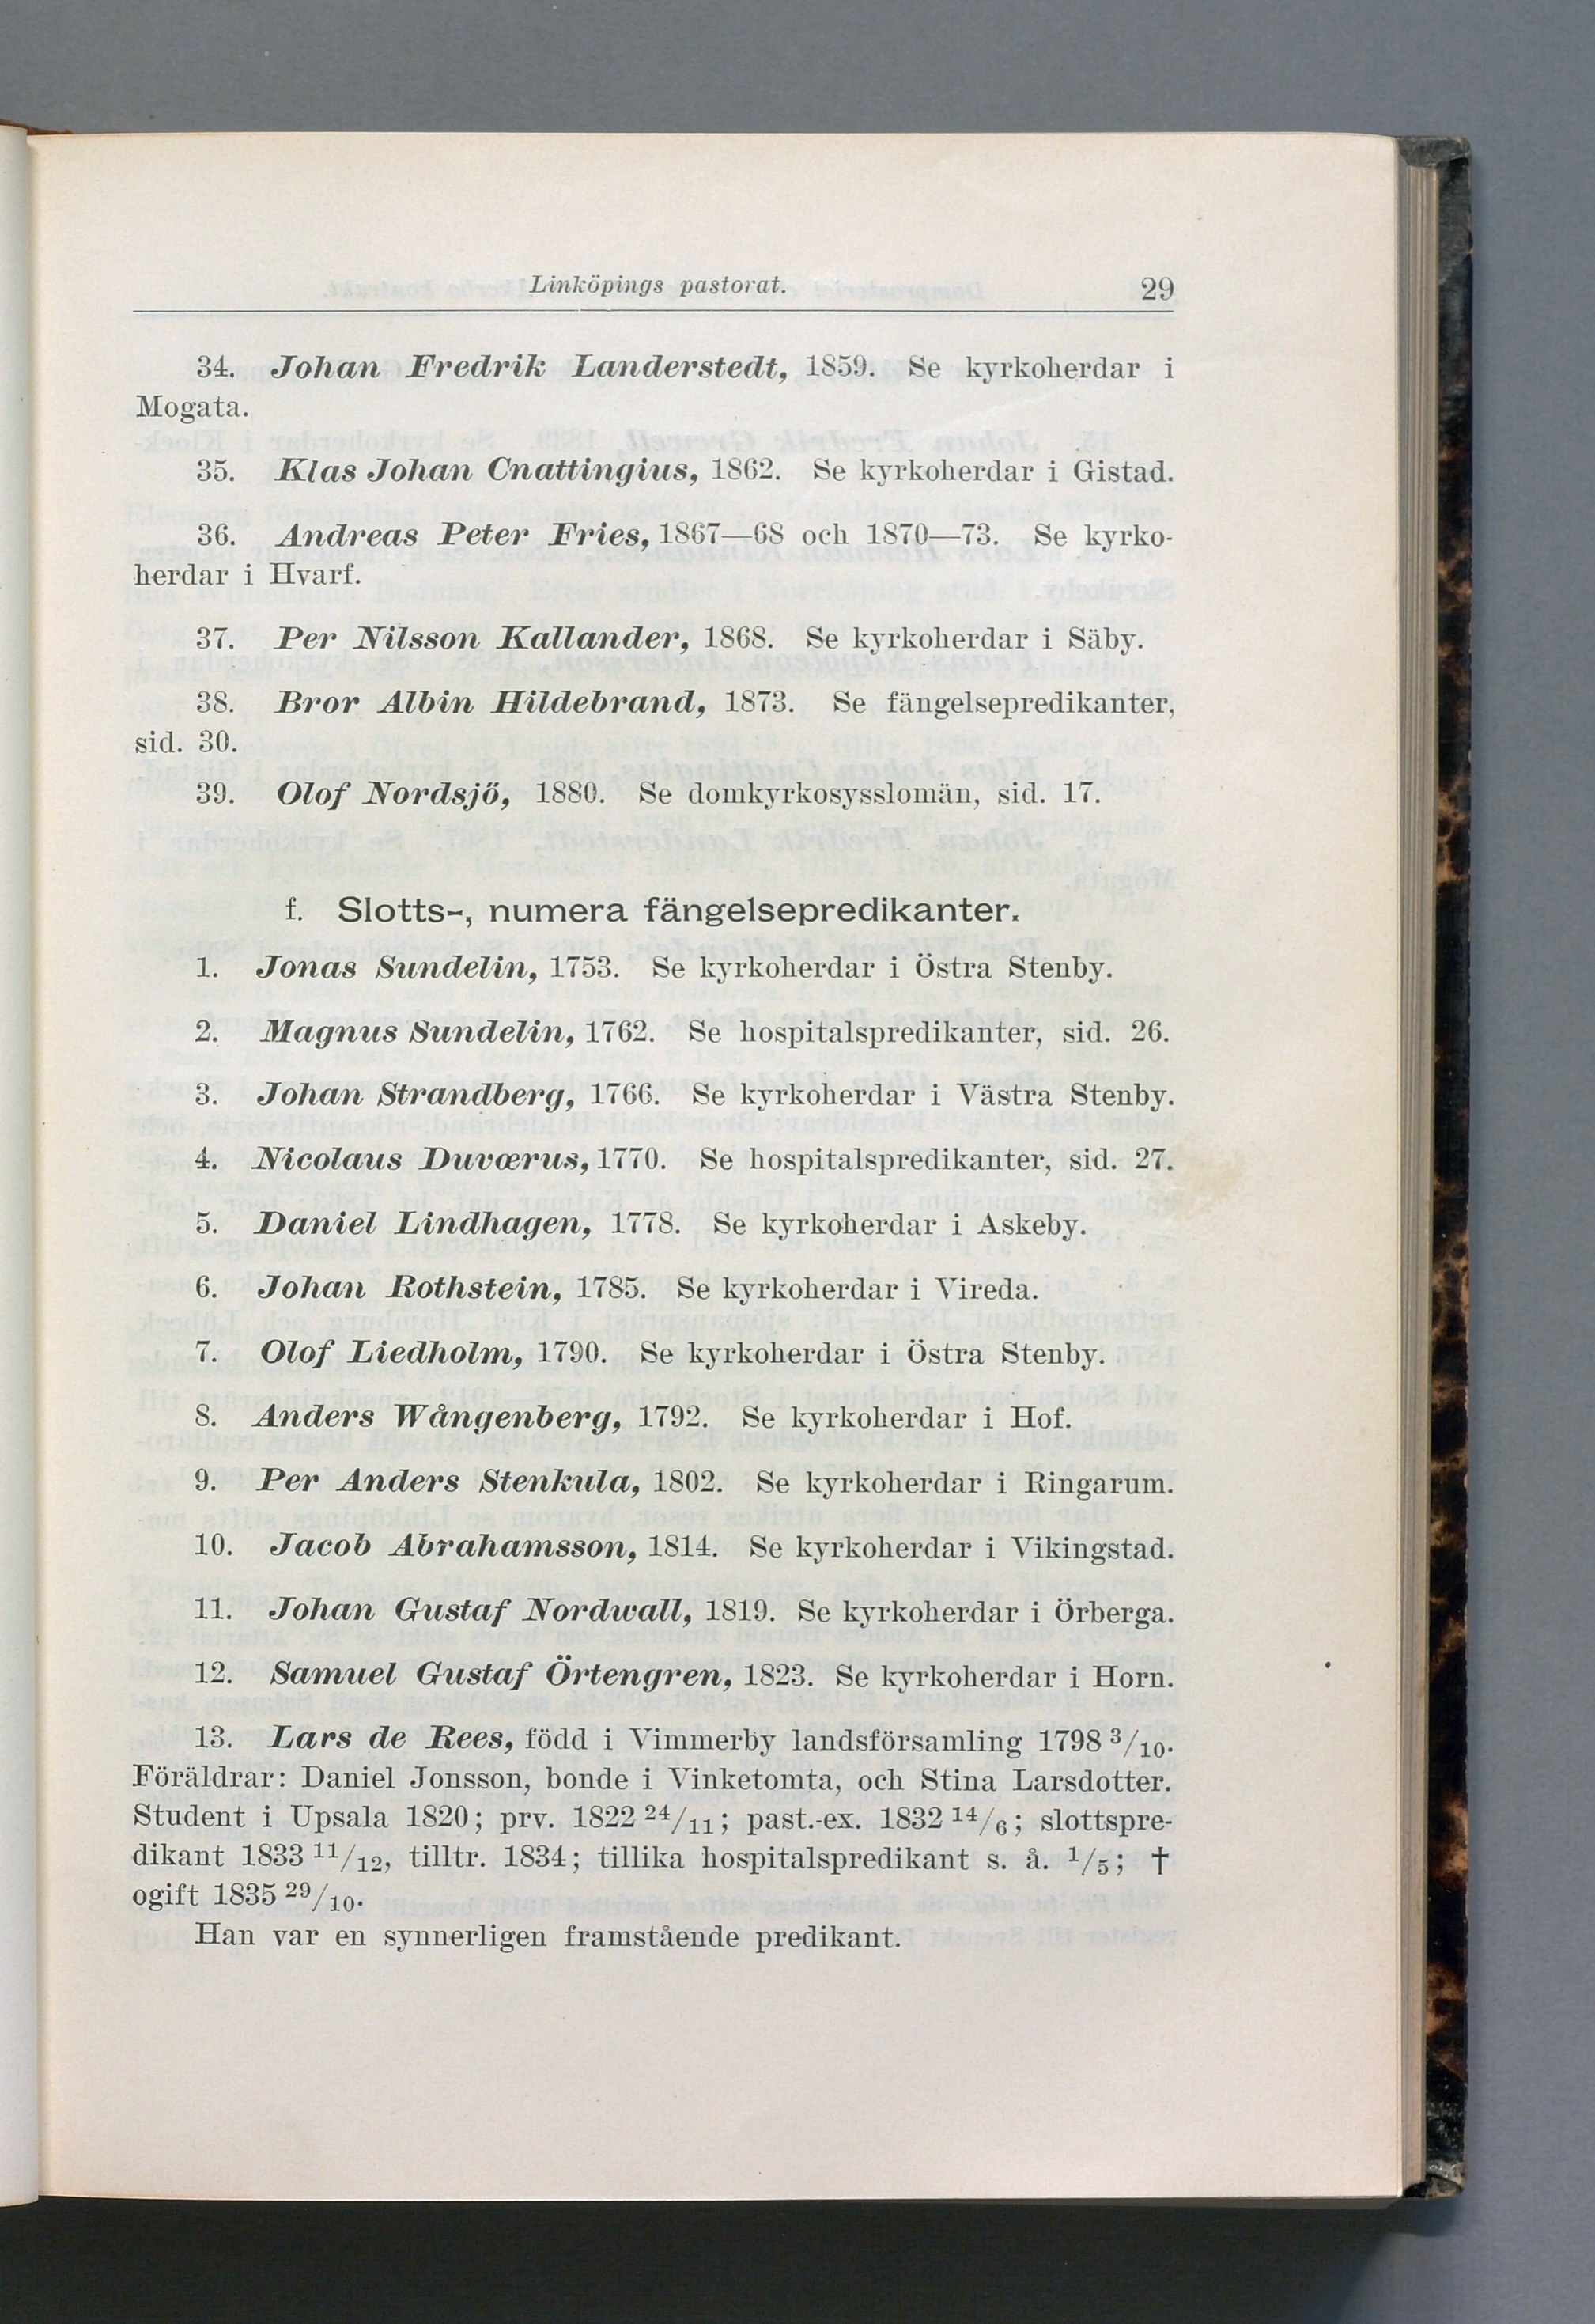 Linköpings pastorat. 29
34. Johan Fredrik Landerstedt, 1859. Se kyrkoherdar i
Mogata.
35. Klas Johan Cnattingius, 1862. Se kyrkoherdar i Gistad.
36. Andreas Peter Fries, 1867—68 och 1870—73. Se kyrko-
herdar i Hvarf.
37. Per Nilsson Kallander, 1868. Se kyrkoherdar i Säby.
38. Bror Albin Hildebrand, 1873. Se fängelsepredikanter,
sid. 30.
39. Olof Nordsjö, 1880. Se domkyrkosysslomän, sid. 17.
f. Slotts-, numera fängelsepredikanter.
1. Jonas Sundelin, 1753. Se kyrkoherdar i Östra Stenby.
2. Magnus Sundelin, 1762. Se hospitalspredikanter, sid. 26.
3. Johan Strandberg, 1766. Se kyrkoherdar i Västra Stenby.
4. Nicolaus Duværus, 1770. Se hospitalspredikanter, sid. 27.
5. Daniel Lindhagen, 1778. Se kyrkoherdar i Askeby.
6. Johan Rothstein, 1785. Se kyrkoherdar i Vireda.
7. Olof Liedholm, 1790. Se kyrkoherdar i Östra Stenby.
8. Anders Wångenberg, 1792. Se kyrkoherdar i Hof.
9. Per Anders Stenkula, 1802. Se kyrkoherdar i Ringarum.
10. Jacob Abrahamsson, 1814. Se kyrkoherdar i Vikingstad.
11. Johan Gustaf Nordwall, 1819. Se kyrkoherdar i Örberga.
12. Samuel Gustaf Örtengren, 1823. Se kyrkoherdar i Horn.
13. Lars de Rees, född i Vimmerby landsförsamling 1798 3/10.
Föräldrar: Daniel Jonsson, bonde i Vinketomta, och Stina Larsdotter.
Student i Upsala 1820; prv. 1822 24/11; past.-ex. 1832 14/6; slottspre-
dikant 1833 11/12, tilltr. 1834; tillika hospitalspredikant s. å. 1/5; †
ogift 1835 29/10.
Han var en synnerligen framstående predikant.